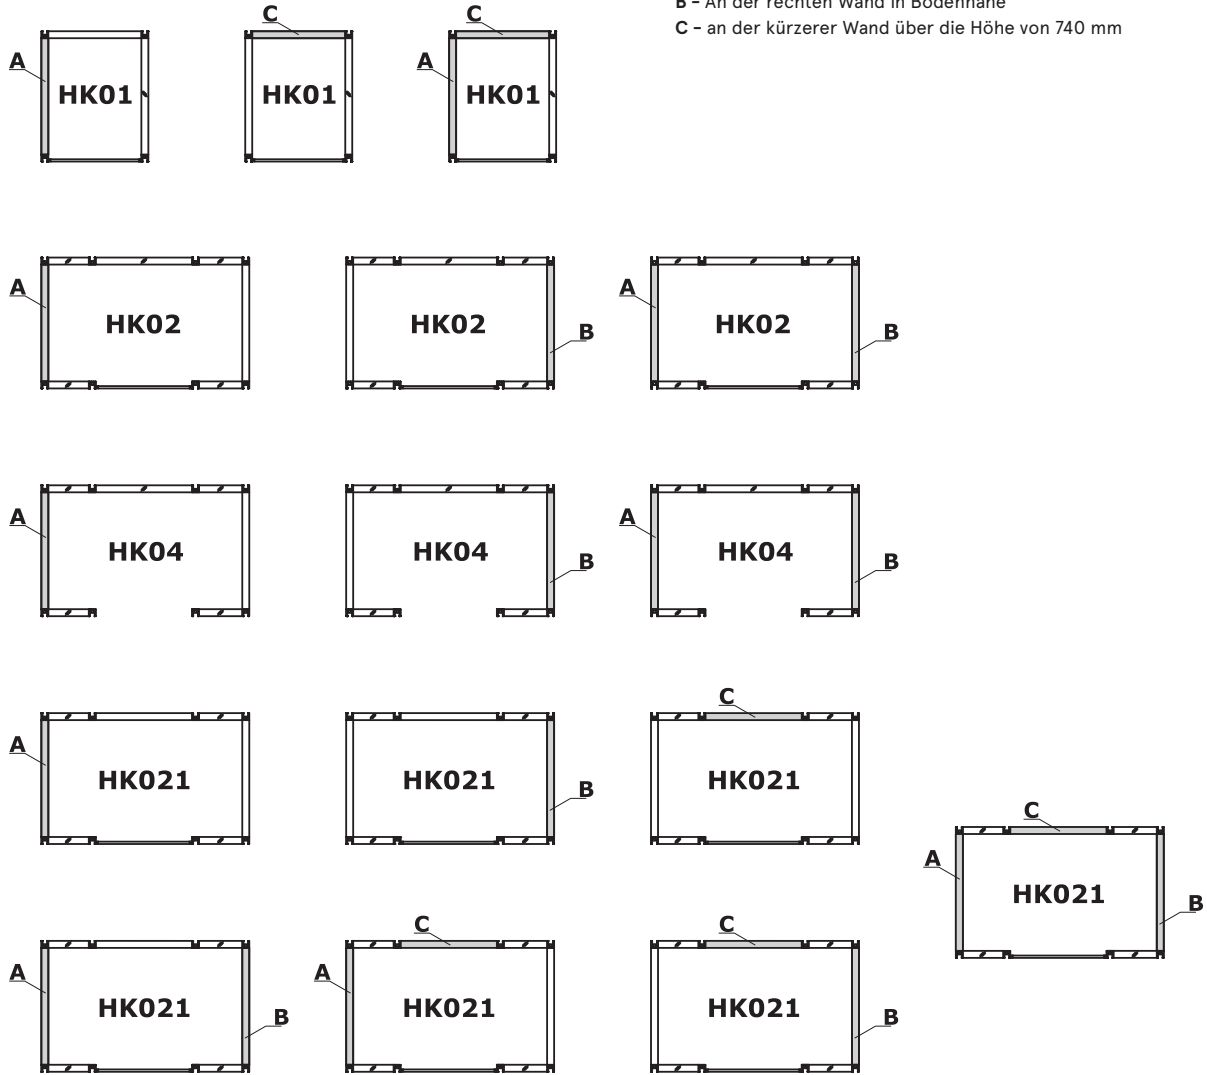 B – An der rechten Wand in Bodennähe
C – an der kürzerer Wand über die Höhe von 740 mm
C
C
A
A
HK01
HK01
HK01
A
A
HK02
HK02
B
HK02
B
A
A
HK04
HK04
B
HK04
B
C
A
HK021
HK021
B
HK021
C
A
HK021
B
C
C
A
A
HK021
B
HK021
HK021
B